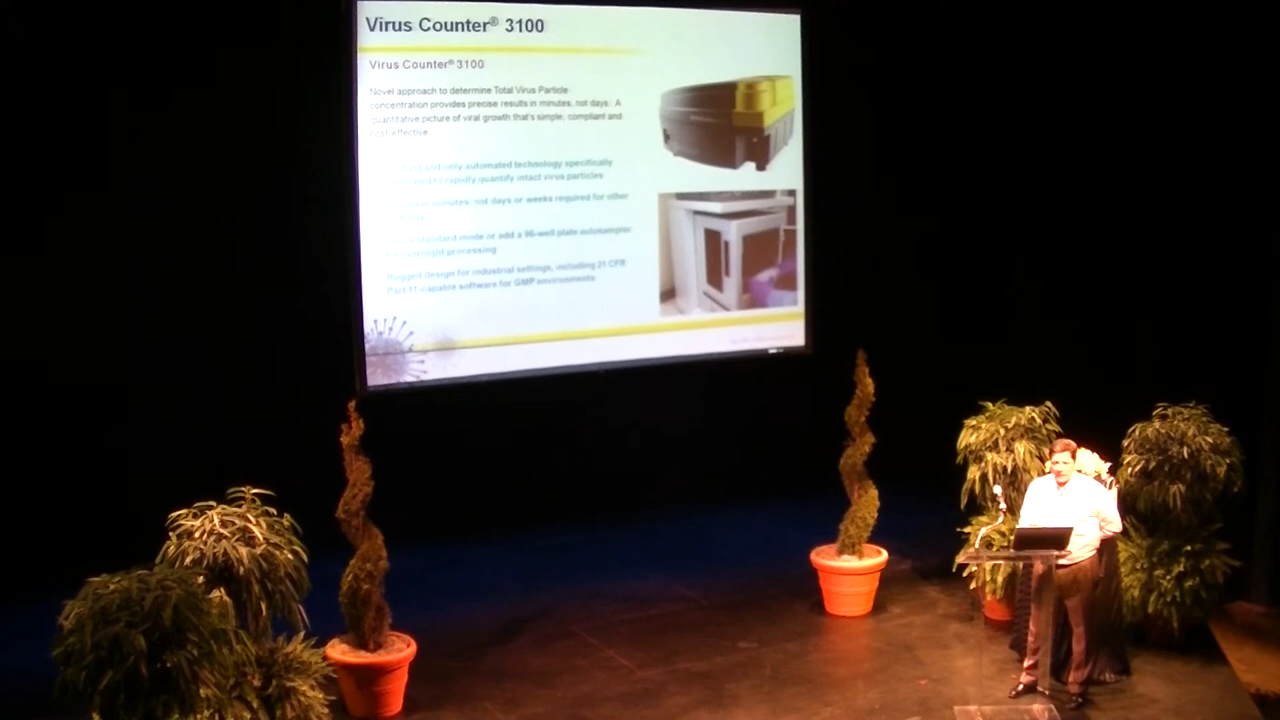 Virus Counter® 3100
Virus Counter® 3100
Novel approach to determine Total Virus Particle
concentration provides precise results in minutes, not days. A
quantitative picture of viral growth that's simple, compliant and
cost effective
and only automated technology specifically
to rapidly quantify intact virus particles
minutes, not days or weeks required for other
standard mode or add a 96-well plate autosampler
processing
Rugged design for industrial settings, including 21 CFR
Part 11 capable software for GMP environments